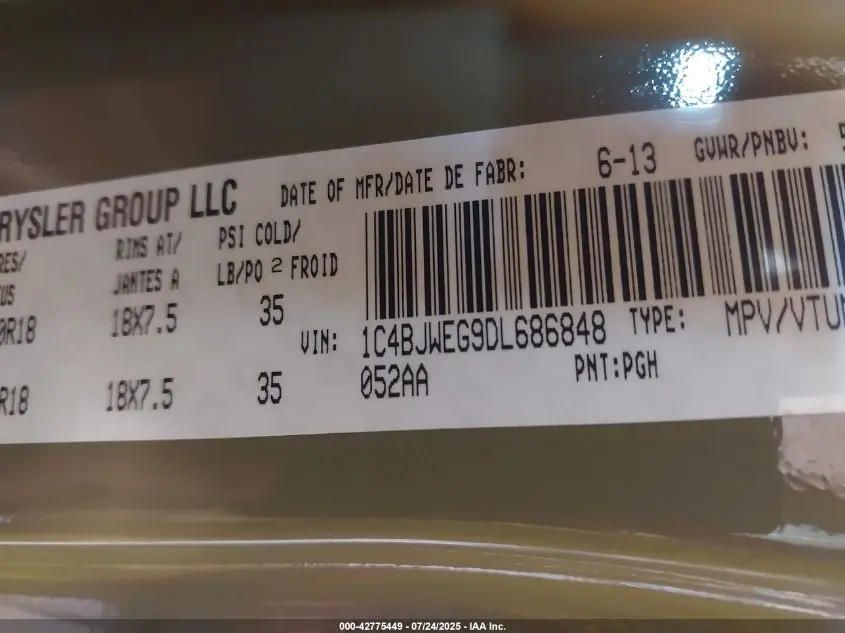 RYSLER GROUP LLC DATE OF MFR/DATE DE FABR: 6-13 GVWR/PNBV:
RES/ RIMS AT/ PSI COLD/
JANTES A LB/PO 2 FROID
0R18 18X7.5 35
VIN: 1C4BJWEG9DL686848 TYPE: MPV/VTU
R18 18X7.5 35 052AA PNT:PGH
000-42775449 - 07/24/2025 - IAA Inc.